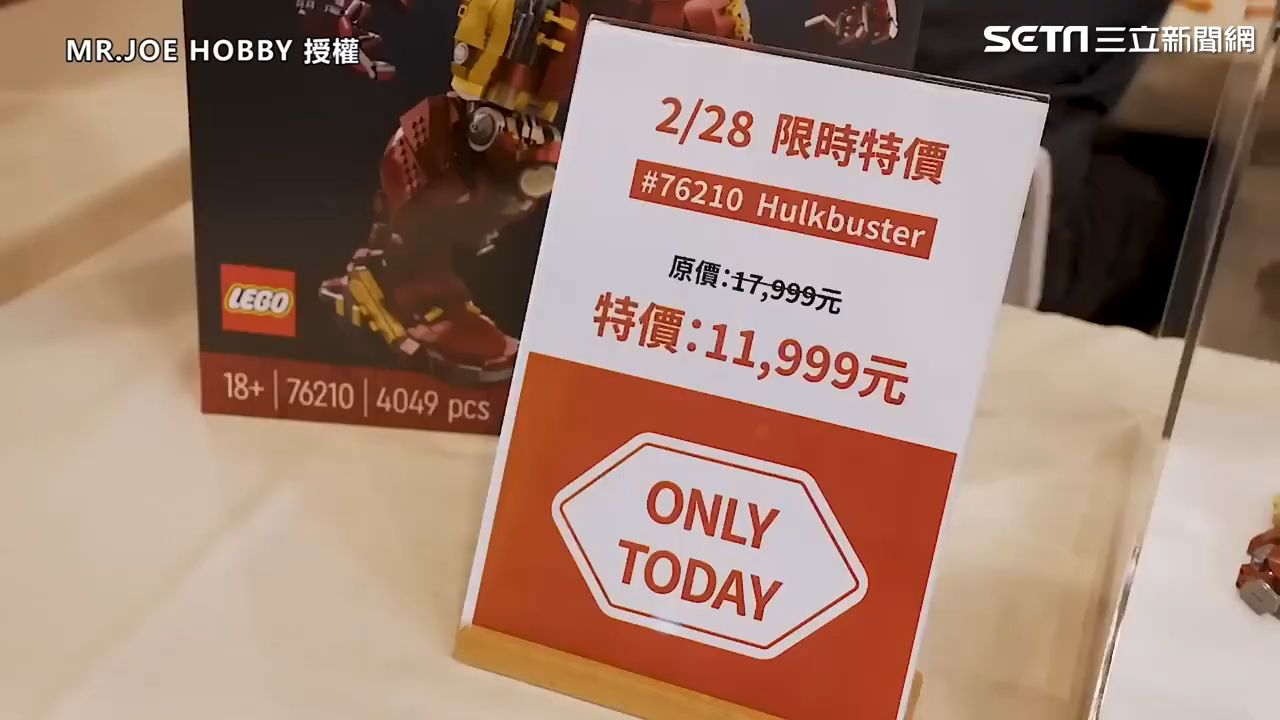 MR.JOE HOBBY 授權
SETN三立新聞網
2/28 限時特價
#76210 Hulkbuster
原價:17,999元
特價:11,999元
ONLY
TODAY
LEGO
18+ | 76210 | 4049 pcs